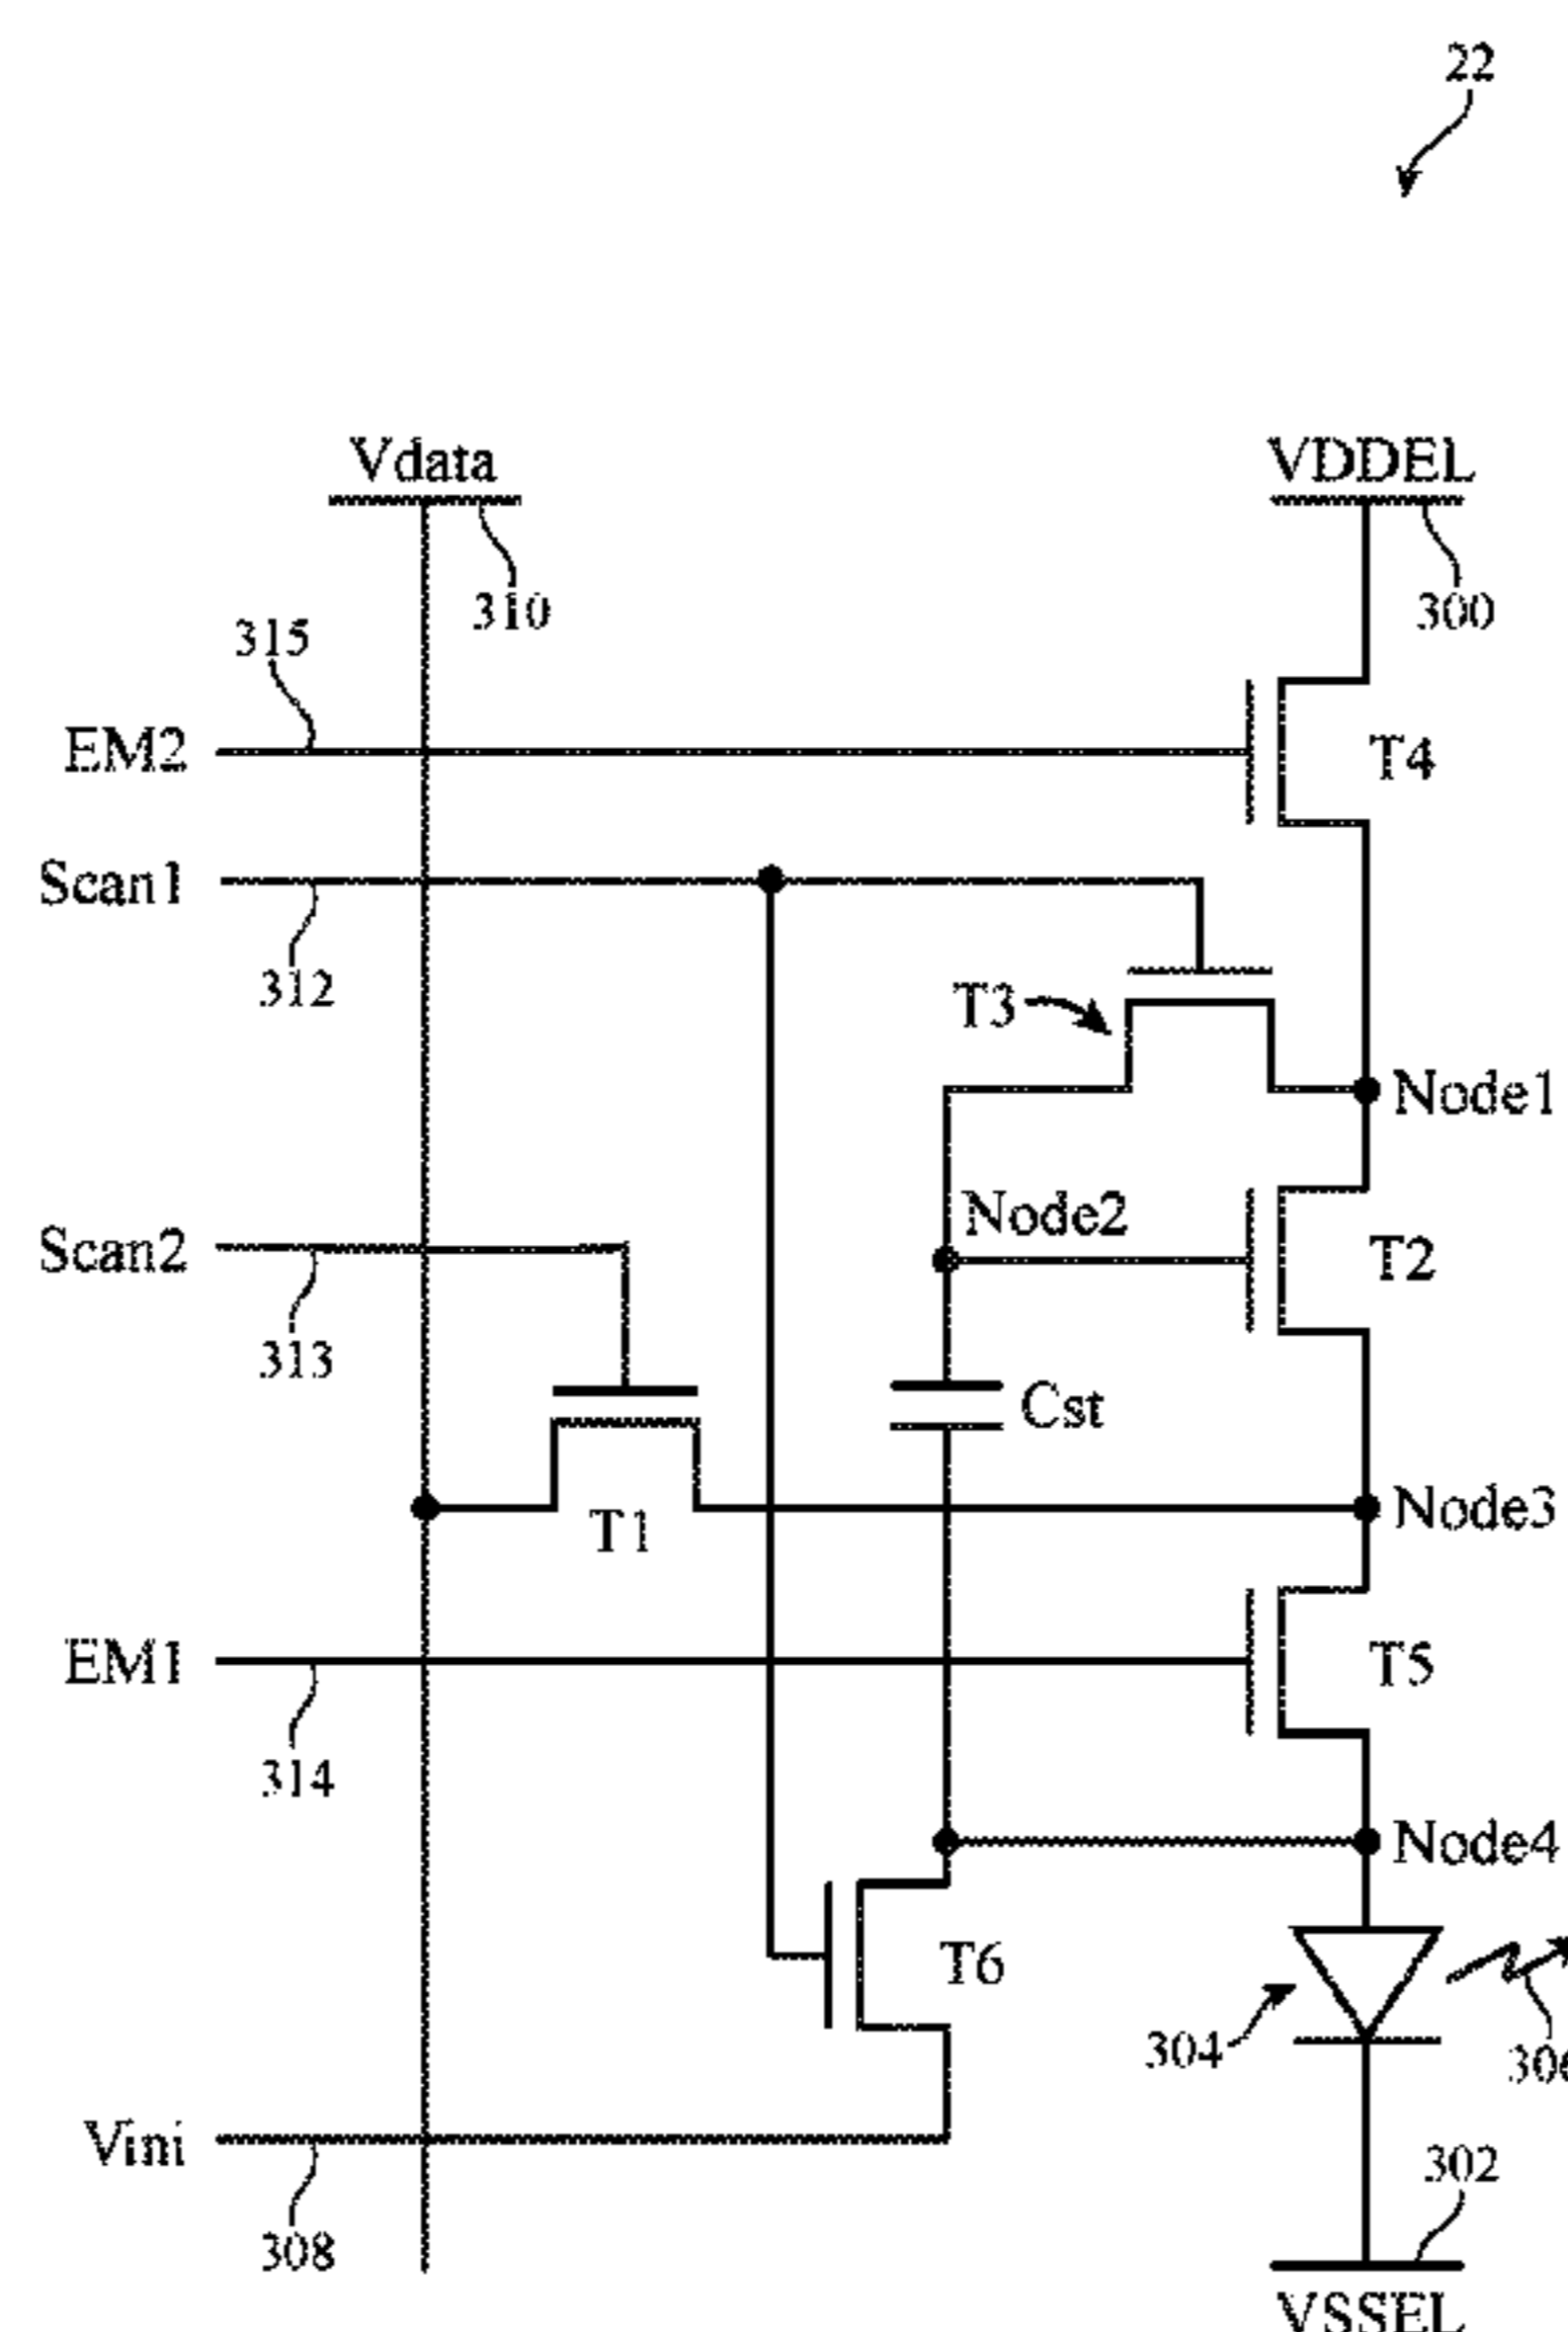 22
Vdata
VDDEL
310
300
315
EM2
T4
Scan1
312
T3
Node1
Node2
Scan2
T2
313
Cst
Node3
T1
EM1
T5
314
Node4
T6
304
Vini
302
308
VSSEL